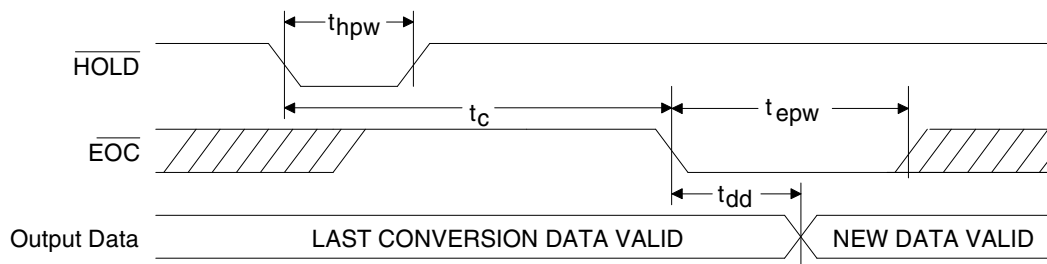 thpw
HOLD
tc
tepw
EOC
tdd
Output Data LAST CONVERSION DATA VALID NEW DATA VALID